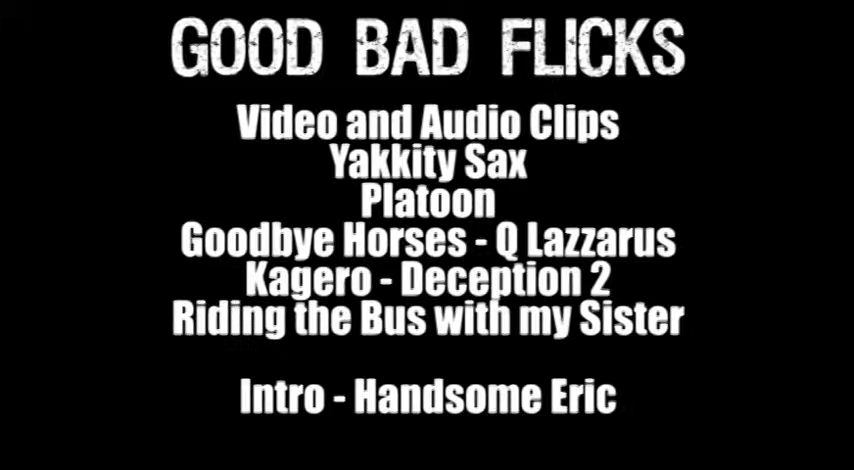 GOOD BAD FLICKS
Video and Audio Clips
Yakkity Sax
Platoon
Goodbye Horses - Q Lazzarus
Kagero - Deception 2
Riding the Bus with my Sister
Intro - Handsome Eric